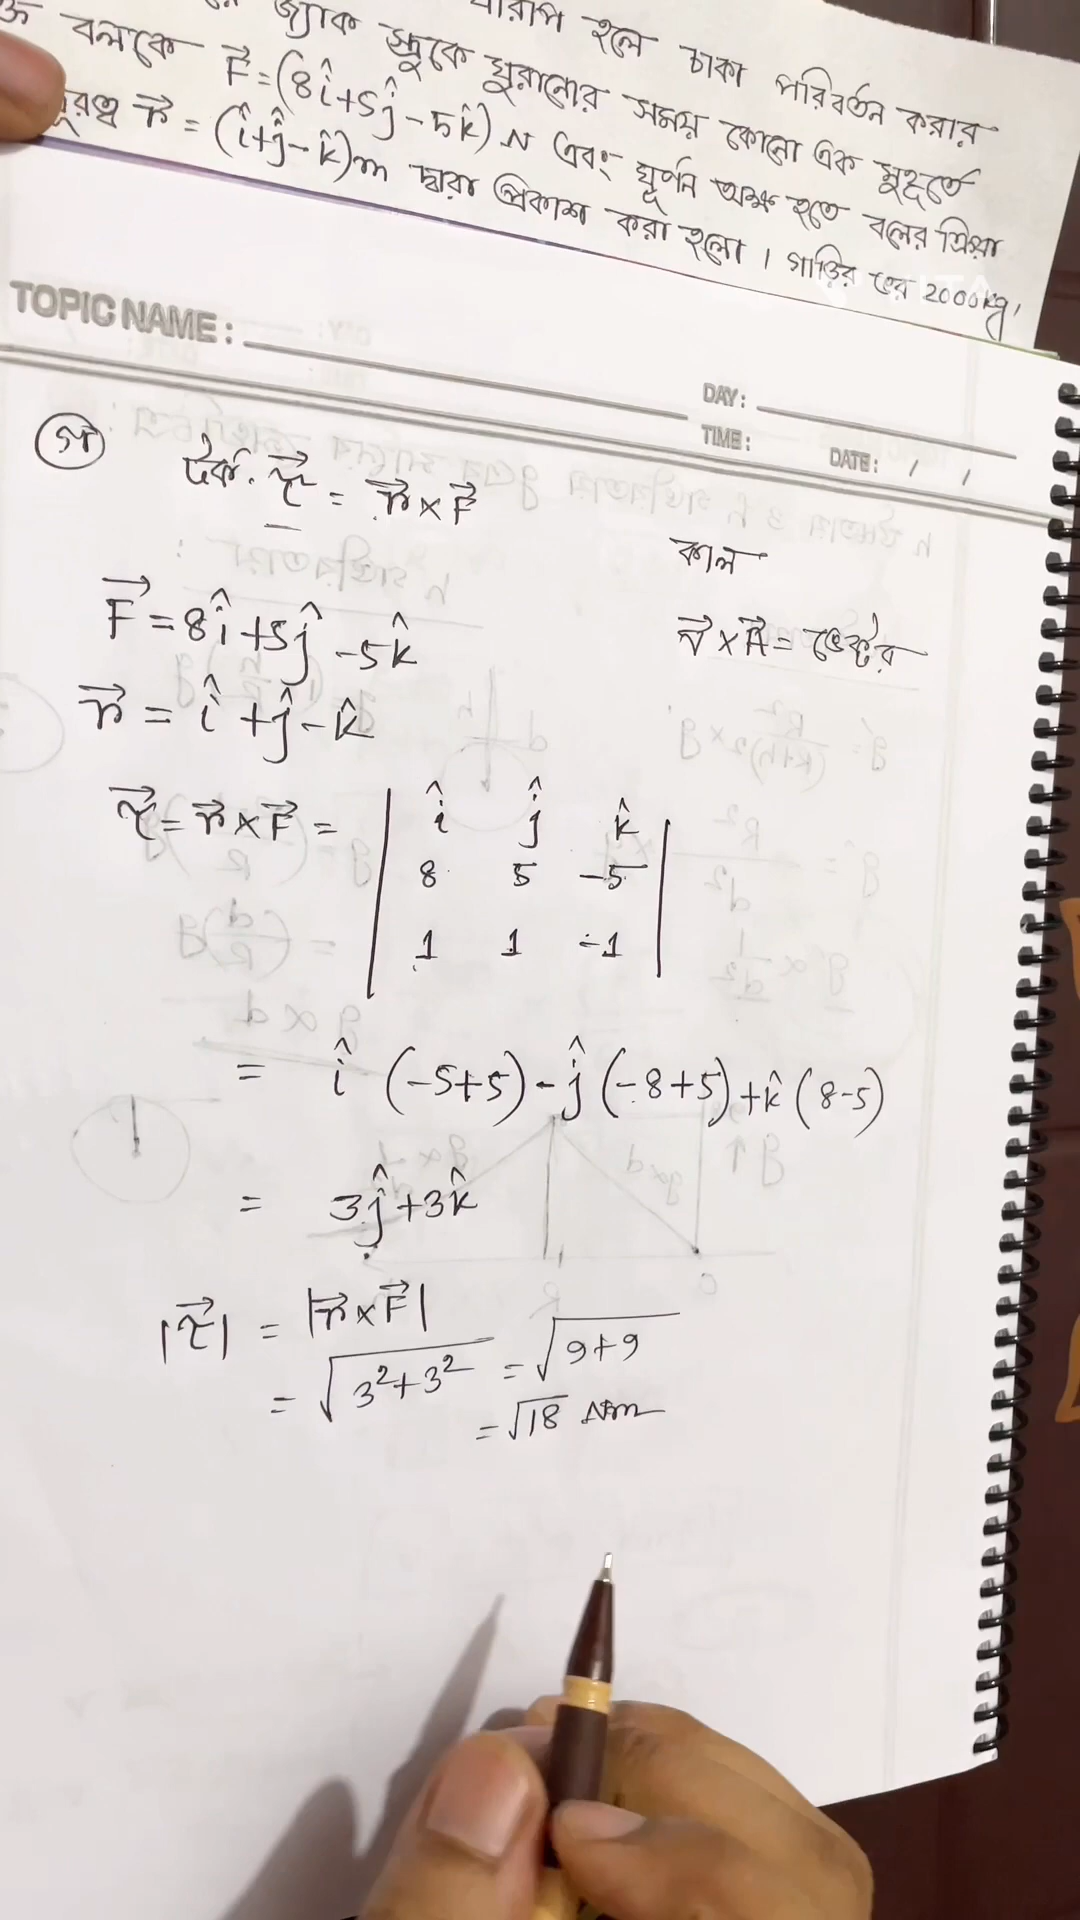 হলে চাকা পরিবর্তন করার
জ্যাক স্ক্রুকে ঘুরানোর সময় কোনো এক মুহূর্তে
বলকে F⃗=(8î+5ĵ-5k̂) N এবং ঘূর্ণন অক্ষ হতে বলের ক্রিয়া
দূরত্ব r⃗ = (î+ĵ-k̂)m দ্বারা প্রকাশ করা হলো । গাড়ির ভর 2000kg,
TOPIC NAME :
DAY :
TIME :
DATE : / /
গ
টর্ক. τ⃗ = r⃗×F⃗
কাল
V⃗×A⃗= ভেক্টর
F⃗ = 8î+5ĵ-5k̂
r⃗ = î+ĵ-k̂
τ⃗ = r⃗×F⃗ = | î ĵ k̂ |
8 5 -5
1 1 -1
= î (-5+5) - ĵ (-8+5) + k̂ (8-5)
= 3ĵ+3k̂
|τ⃗| = |r⃗×F⃗|
= √3²+3² = √9+9
= √18 Nm